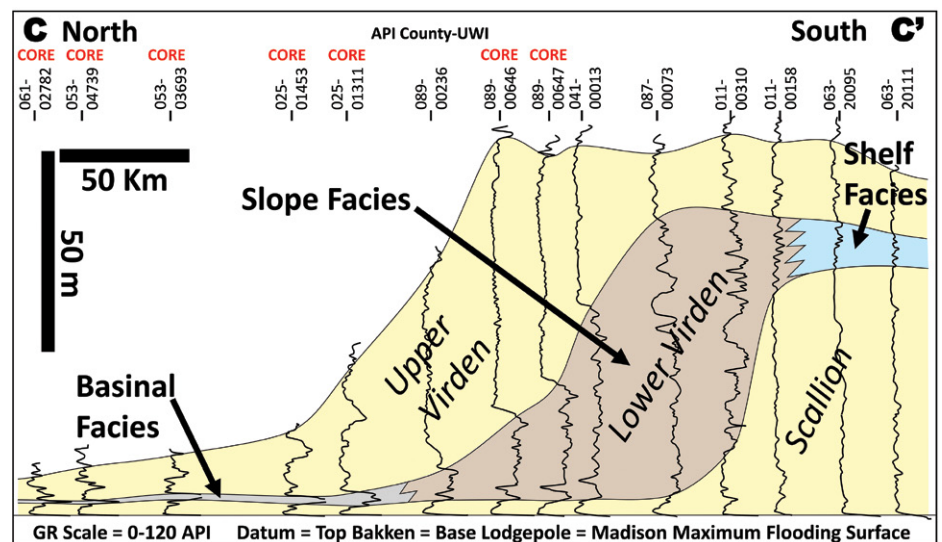 C North
API County-UWI
South C'
CORE CORE CORE CORE CORE CORE CORE
061-
02782
053-
04739
053-
03693
025-
01453
025-
01311
089-
00236
089-
00646
089-
00647
041-
00013
087-
00073
011-
00310
011-
00158
063-
20095
063-
20111
50 Km
50 m
Shelf
Facies
Slope Facies
Upper
Virden
Lower Virden
Scallion
Basinal
Facies
GR Scale = 0-120 API Datum = Top Bakken = Base Lodgepole = Madison Maximum Flooding Surface